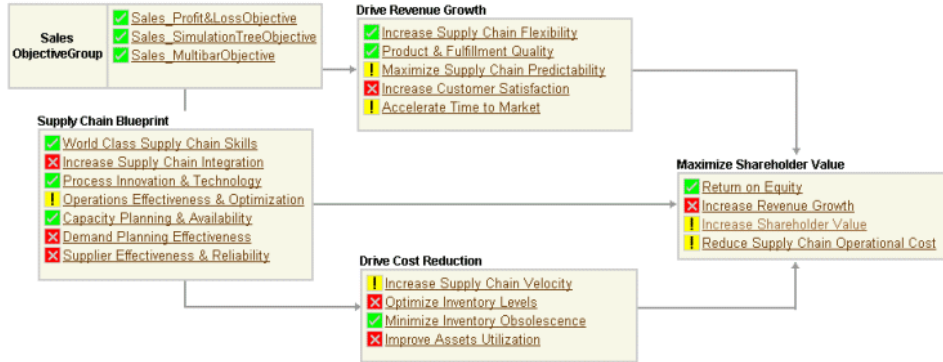 Sales
ObjectiveGroup
Sales_Profit&LossObjective
Sales_SimulationTreeObjective
Sales_MultibarObjective
Drive Revenue Growth
Increase Supply Chain Flexibility
Product & Fulfillment Quality
Maximize Supply Chain Predictability
Increase Customer Satisfaction
Accelerate Time to Market
Supply Chain Blueprint
World Class Supply Chain Skills
Increase Supply Chain Integration
Process Innovation & Technology
Operations Effectiveness & Optimization
Capacity Planning & Availability
Demand Planning Effectiveness
Supplier Effectiveness & Reliability
Maximize Shareholder Value
Return on Equity
Increase Revenue Growth
Increase Shareholder Value
Reduce Supply Chain Operational Cost
Drive Cost Reduction
Increase Supply Chain Velocity
Optimize Inventory Levels
Minimize Inventory Obsolescence
Improve Assets Utilization